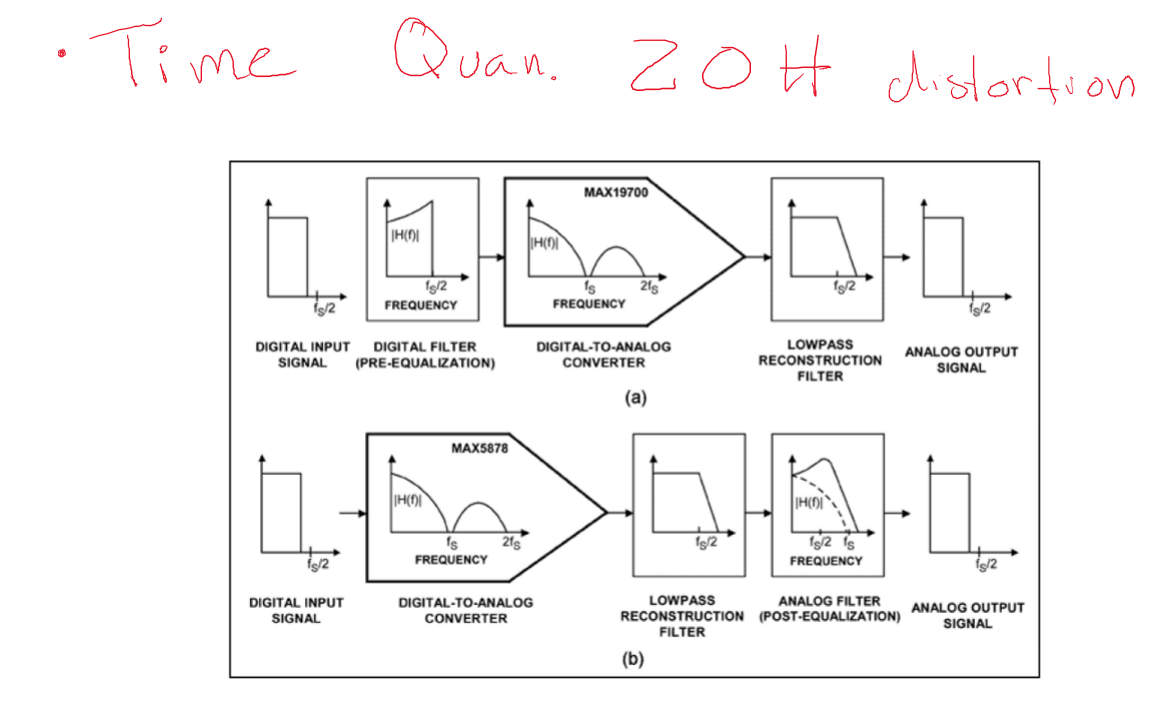 • Time Quan. ZOH distortion
MAX19700
|H(f)| |H(f)|
fS/2 fS 2fS fS/2
fS/2 FREQUENCY FREQUENCY fS/2
DIGITAL INPUT DIGITAL FILTER DIGITAL-TO-ANALOG LOWPASS ANALOG OUTPUT
SIGNAL (PRE-EQUALIZATION) CONVERTER RECONSTRUCTION SIGNAL
FILTER
(a)
MAX5878
|H(f)| |H(f)|
fS 2fS fS/2 fS/2 fS
fS/2 FREQUENCY FREQUENCY fS/2
DIGITAL INPUT DIGITAL-TO-ANALOG LOWPASS ANALOG FILTER ANALOG OUTPUT
SIGNAL CONVERTER RECONSTRUCTION (POST-EQUALIZATION) SIGNAL
FILTER
(b)